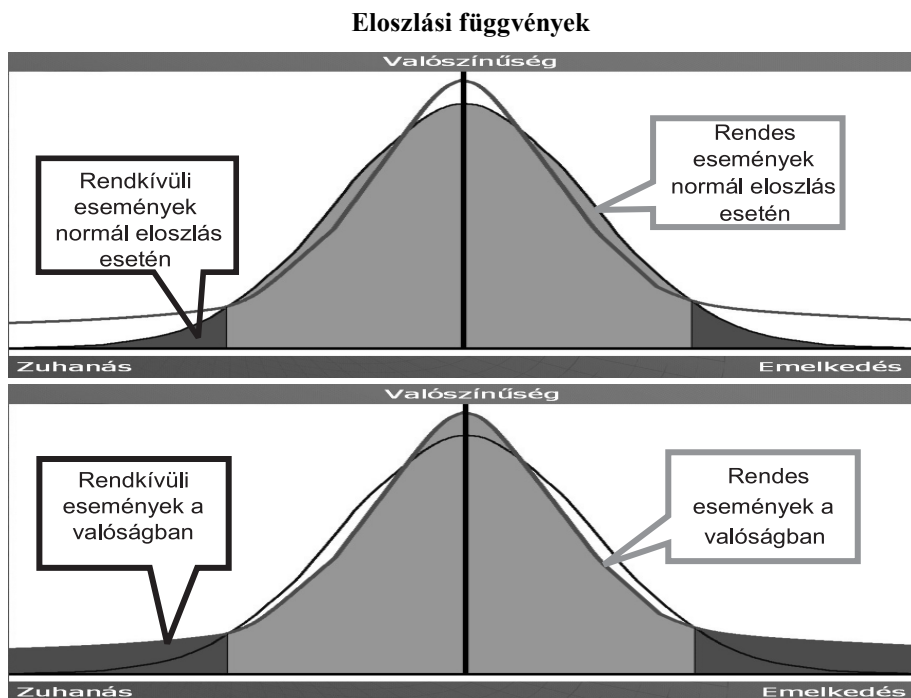 Eloszlási függvények
Valószínűség
Rendkívüli
események
normál eloszlás
esetén
Rendes
események
normál eloszlás
esetén
Zuhanás
Emelkedés
Valószínűség
Rendkívüli
események a
valóságban
Rendes
események a
valóságban
Zuhanás
Emelkedés